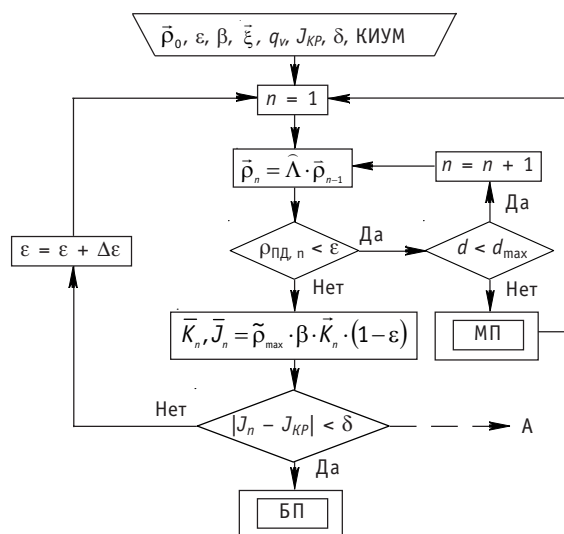 ρ⃗₀, ε, β, ξ⃗, qᵥ, J_КР, δ, КИУМ
n = 1
ρ⃗ₙ = Λ̂ · ρ⃗ₙ₋₁
n = n + 1
Да
ε = ε + Δε
ρ_ПД, n < ε
Да
d < d_max
Нет
Нет
K̅ₙ, J̅ₙ = ρ̃_max · β · K⃗ₙ · (1 – ε)
МП
Нет
|Jₙ – J_КР| < δ
А
Да
БП